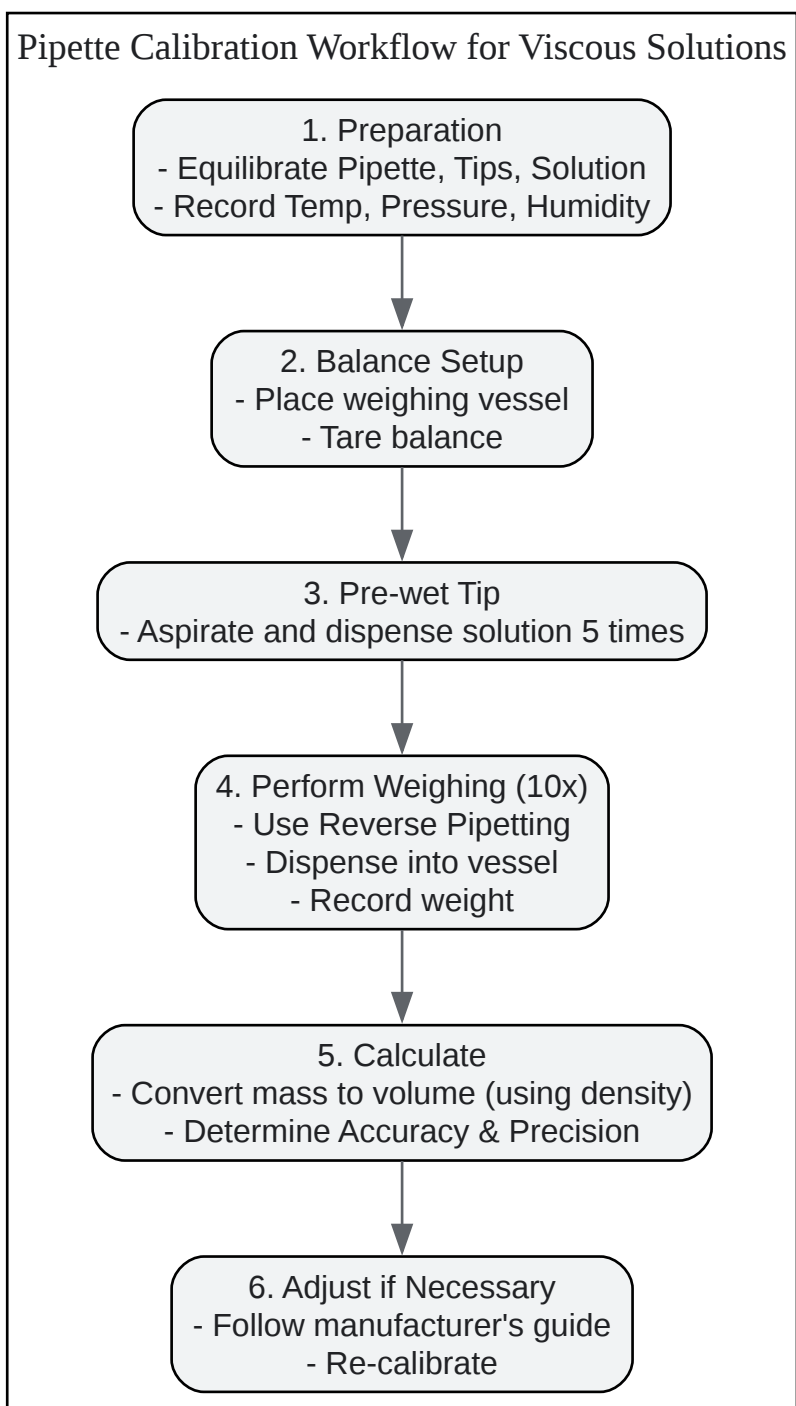 Pipette Calibration Workflow for Viscous Solutions
1. Preparation
- Equilibrate Pipette, Tips, Solution
- Record Temp, Pressure, Humidity
2. Balance Setup
- Place weighing vessel
- Tare balance
3. Pre-wet Tip
- Aspirate and dispense solution 5 times
4. Perform Weighing (10x)
- Use Reverse Pipetting
- Dispense into vessel
- Record weight
5. Calculate
- Convert mass to volume (using density)
- Determine Accuracy & Precision
6. Adjust if Necessary
- Follow manufacturer's guide
- Re-calibrate